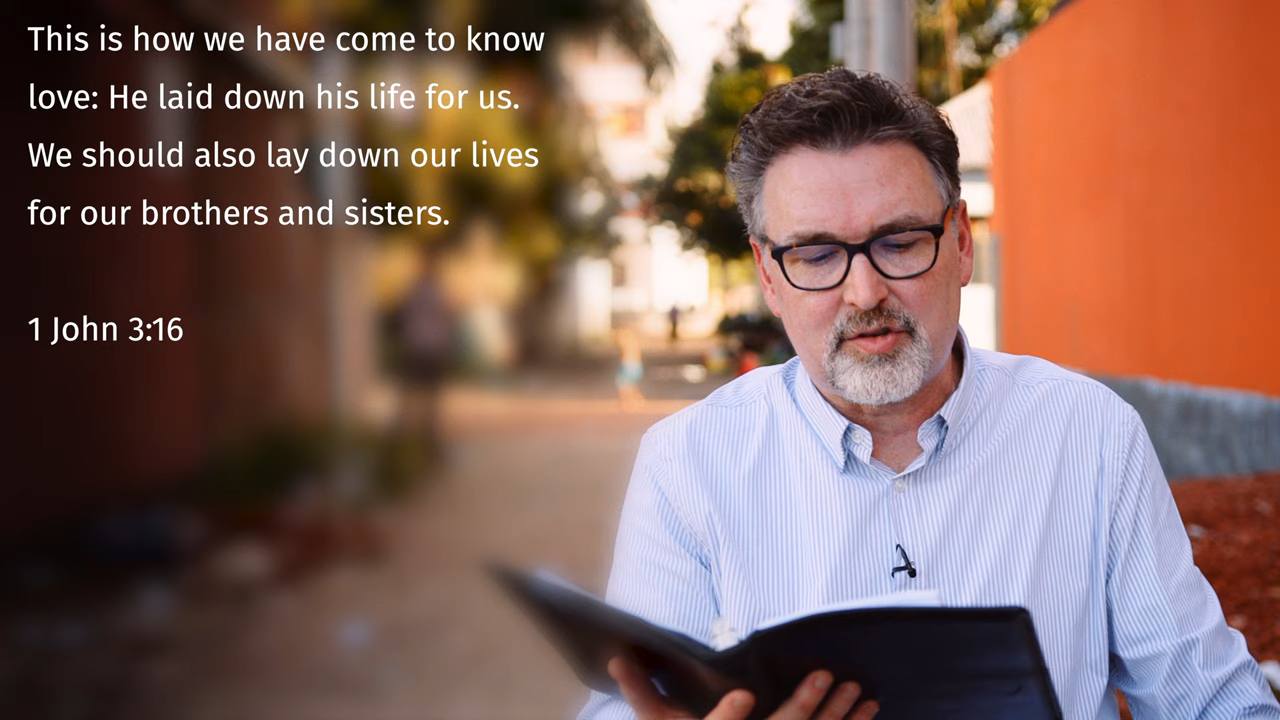 This is how we have come to know
love: He laid down his life for us.
We should also lay down our lives
for our brothers and sisters.
1 John 3:16